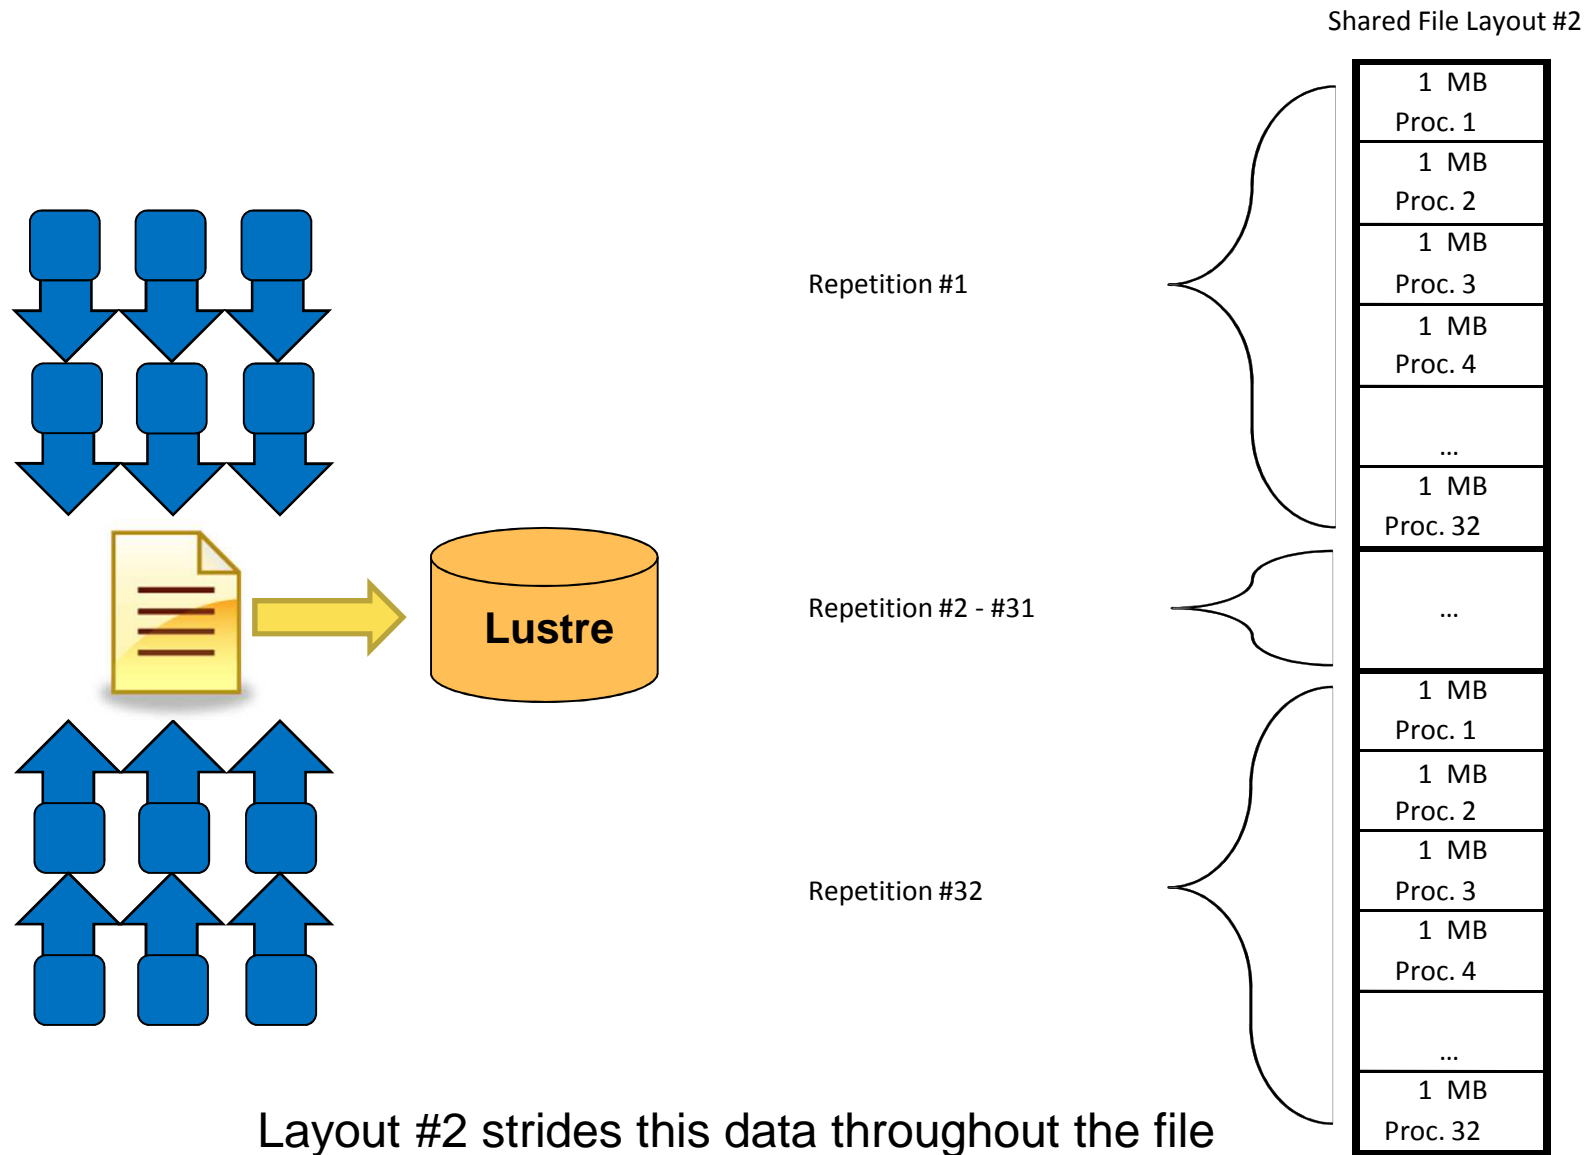 Shared File Layout #2
1 MB
Proc. 1
1 MB
Proc. 2
1 MB
Proc. 3
1 MB
Proc. 4
...
1 MB
Proc. 32
Repetition #1
Repetition #2 - #31
...
Lustre
1 MB
Proc. 1
1 MB
Proc. 2
1 MB
Proc. 3
1 MB
Proc. 4
...
1 MB
Proc. 32
Repetition #32
Layout #2 strides this data throughout the file